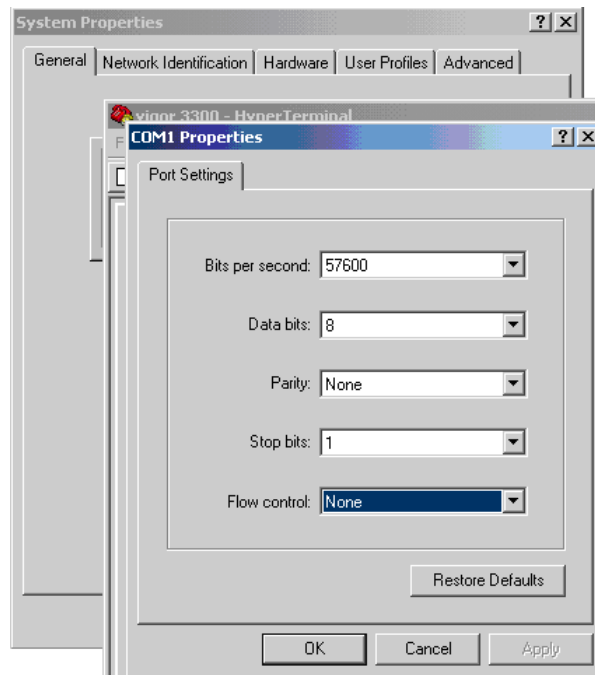 System Properties
General Network Identification Hardware User Profiles Advanced
vigor 3300 - HyperTerminal
F
COM1 Properties
Port Settings
Bits per second: 57600
Data bits: 8
Parity: None
Stop bits: 1
Flow control: None
Restore Defaults
OK Cancel Apply